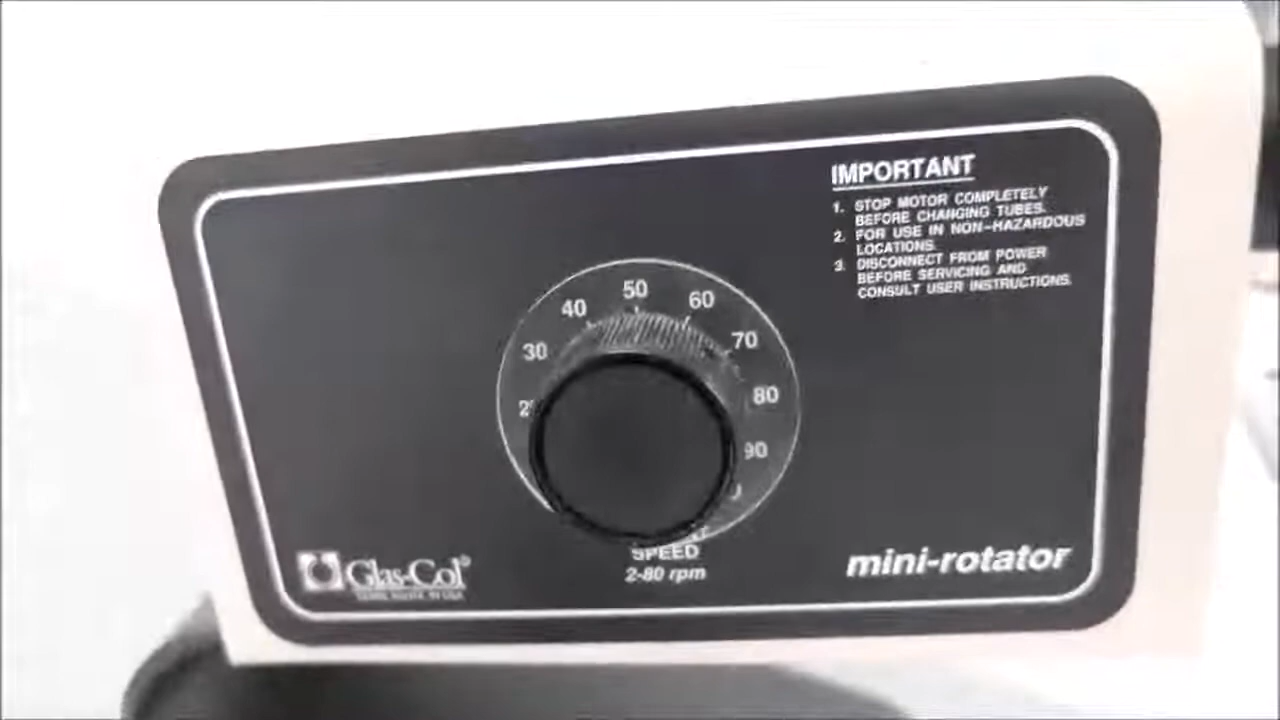 IMPORTANT
1. STOP MOTOR COMPLETELY
BEFORE CHANGING TUBES.
2. FOR USE IN NON-HAZARDOUS
LOCATIONS.
3. DISCONNECT FROM POWER
BEFORE SERVICING AND
CONSULT USER INSTRUCTIONS.
50
40
60
30
70
80
90
SPEED
2-80 rpm
Glas-Col®
mini-rotator